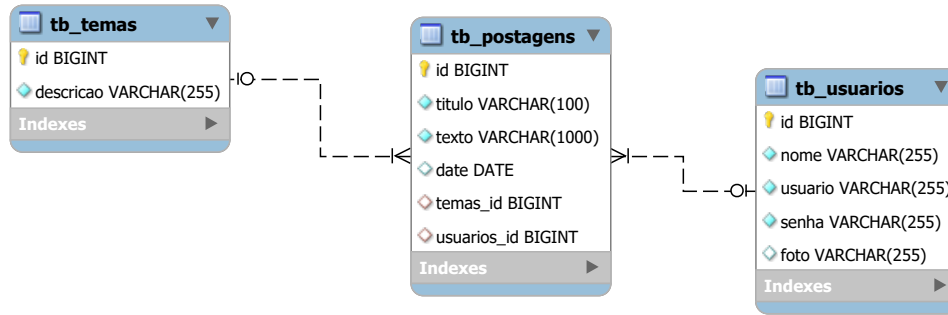 tb_temas
id BIGINT
descricao VARCHAR(255)
Indexes
tb_postagens
id BIGINT
titulo VARCHAR(100)
texto VARCHAR(1000)
date DATE
temas_id BIGINT
usuarios_id BIGINT
Indexes
tb_usuarios
id BIGINT
nome VARCHAR(255)
usuario VARCHAR(255)
senha VARCHAR(255)
foto VARCHAR(255)
Indexes